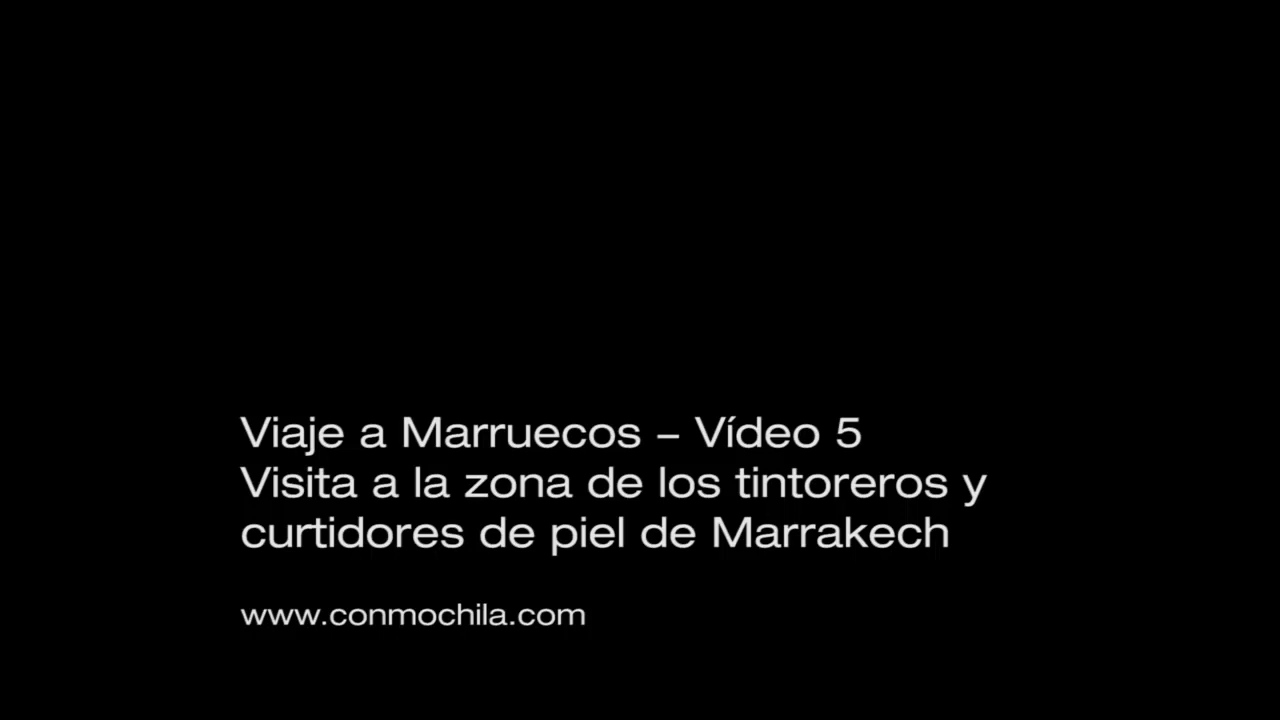 Viaje a Marruecos – Vídeo 5
Visita a la zona de los tintoreros y
curtidores de piel de Marrakech
www.conmochila.com